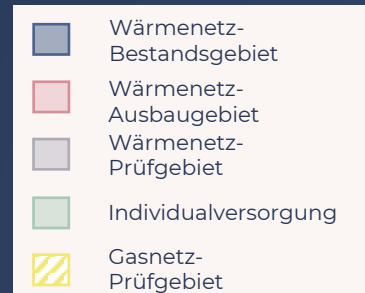 Wärmenetz-
Bestandsgebiet
Wärmenetz-
Ausbaugebiet
Wärmenetz-
Prüfgebiet
Individualversorgung
Gasnetz-
Prüfgebiet